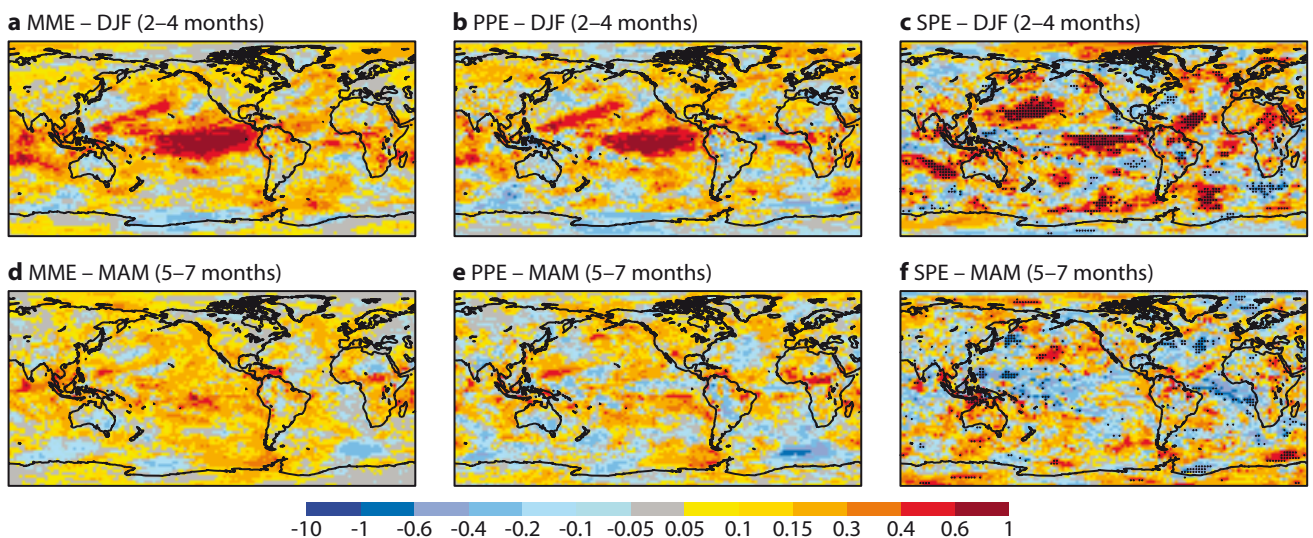 a MME – DJF (2–4 months)
b PPE – DJF (2–4 months)
c SPE – DJF (2–4 months)
d MME – MAM (5–7 months)
e PPE – MAM (5–7 months)
f SPE – MAM (5–7 months)
-10 -1 -0.6 -0.4 -0.2 -0.1 -0.05 0.05 0.1 0.15 0.3 0.4 0.6 1